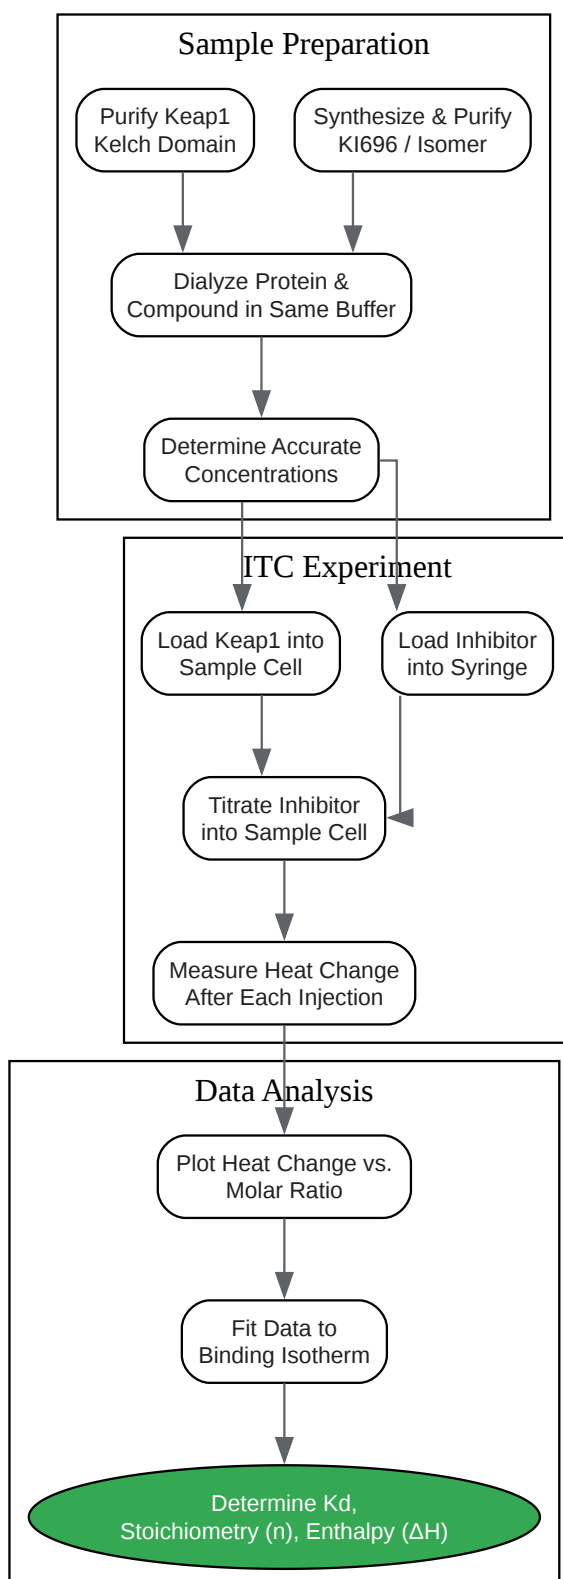 Sample Preparation
Purify Keap1
Kelch Domain
Synthesize & Purify
KI696 / Isomer
Dialyze Protein &
Compound in Same Buffer
Determine Accurate
Concentrations
ITC Experiment
Load Keap1 into
Sample Cell
Load Inhibitor
into Syringe
Titrate Inhibitor
into Sample Cell
Measure Heat Change
After Each Injection
Data Analysis
Plot Heat Change vs.
Molar Ratio
Fit Data to
Binding Isotherm
Determine Kd,
Stoichiometry (n), Enthalpy (ΔH)